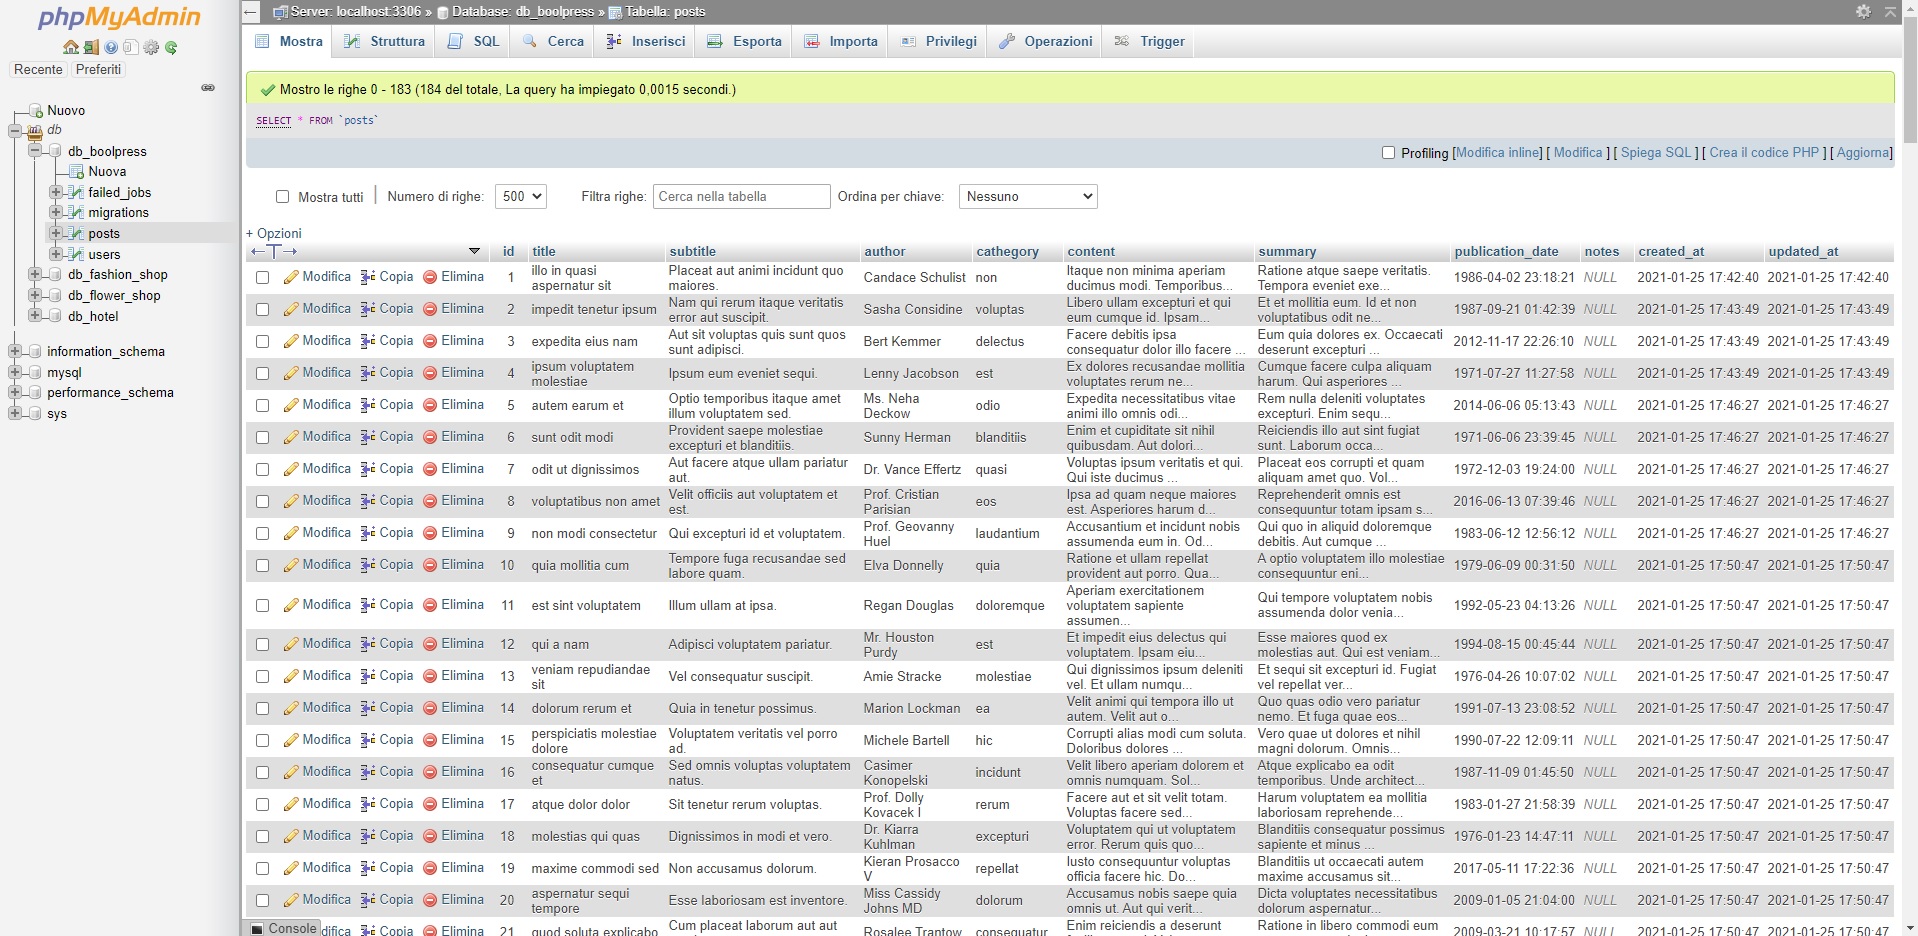 phpMyAdmin
Recente Preferiti
Nuovo
db
db_boolpress
Nuova
failed_jobs
migrations
posts
users
db_fashion_shop
db_flower_shop
db_hotel
information_schema
mysql
performance_schema
sys
Server: localhost:3306 » Database: db_boolpress » Tabella: posts
Mostra Struttura SQL Cerca Inserisci Esporta Importa Privilegi Operazioni Trigger
Mostro le righe 0 - 183 (184 del totale, La query ha impiegato 0,0015 secondi.)
SELECT * FROM `posts`
Profiling [Modifica inline] [ Modifica ] [ Spiega SQL ] [ Crea il codice PHP ] [ Aggiorna]
Mostra tutti | Numero di righe: 500 Filtra righe: Cerca nella tabella Ordina per chiave: Nessuno
+ Opzioni
←T→ id title subtitle author cathegory content summary publication_date notes created_at updated_at
Modifica Copia Elimina 1 illo in quasi aspernatur sit Placeat aut animi incidunt quo maiores. Candace Schulist non Itaque non minima aperiam ducimus modi. Temporibus... Ratione atque saepe veritatis. Tempora eveniet exe... 1986-04-02 23:18:21 NULL 2021-01-25 17:42:40 2021-01-25 17:42:40
Modifica Copia Elimina 2 impedit tenetur ipsum Nam qui rerum itaque veritatis error aut suscipit. Sasha Considine voluptas Libero ullam excepturi et qui eum cumque id. Ipsam... Et et mollitia eum. Id et non voluptatibus odit ne... 1987-09-21 01:42:39 NULL 2021-01-25 17:43:49 2021-01-25 17:43:49
Modifica Copia Elimina 3 expedita eius nam Aut sit voluptas quis sunt quos sunt adipisci. Bert Kemmer delectus Facere debitis ipsa consequatur dolor illo facere ... Eum quia dolores ex. Occaecati deserunt excepturi ... 2012-11-17 22:26:10 NULL 2021-01-25 17:43:49 2021-01-25 17:43:49
Modifica Copia Elimina 4 ipsum voluptatem molestiae Ipsum eum eveniet sequi. Lenny Jacobson est Ex dolores recusandae mollitia voluptates rerum ne... Cumque facere culpa aliquam harum. Qui asperiores ... 1971-07-27 11:27:58 NULL 2021-01-25 17:43:49 2021-01-25 17:43:49
Modifica Copia Elimina 5 autem earum et Optio temporibus itaque amet illum voluptatem sed. Ms. Neha Deckow odio Expedita necessitatibus vitae animi illo omnis odi... Rem nulla deleniti voluptates excepturi. Enim sequ... 2014-06-06 05:13:43 NULL 2021-01-25 17:46:27 2021-01-25 17:46:27
Modifica Copia Elimina 6 sunt odit modi Provident saepe molestiae excepturi et blanditiis. Sunny Herman blanditiis Enim et cupiditate sit nihil quibusdam. Aut dolori... Reiciendis illo aut sint fugiat sunt. Laborum occa... 1971-06-06 23:39:45 NULL 2021-01-25 17:46:27 2021-01-25 17:46:27
Modifica Copia Elimina 7 odit ut dignissimos Aut facere atque ullam pariatur aut. Dr. Vance Effertz quasi Voluptas ipsum veritatis et qui. Qui iste ducimus ... Placeat eos corrupti et quam aliquam amet quo. Vol... 1972-12-03 19:24:00 NULL 2021-01-25 17:46:27 2021-01-25 17:46:27
Modifica Copia Elimina 8 voluptatibus non amet Velit officiis aut voluptatem et est. Prof. Cristian Parisian eos Ipsa ad quam neque maiores est. Asperiores harum d... Reprehenderit omnis est consequuntur totam ipsam s... 2016-06-13 07:39:46 NULL 2021-01-25 17:46:27 2021-01-25 17:46:27
Modifica Copia Elimina 9 non modi consectetur Qui excepturi id et voluptatem. Prof. Geovanny Huel laudantium Accusantium et incidunt nobis assumenda eum in. Od... Qui quo in aliquid doloremque debitis. Aut cumque ... 1983-06-12 12:56:12 NULL 2021-01-25 17:46:27 2021-01-25 17:46:27
Modifica Copia Elimina 10 quia mollitia cum Tempore fuga recusandae sed labore quam. Elva Donnelly quia Ratione et ullam repellat provident aut porro. Qua... A optio voluptatem illo molestiae consequuntur eni... 1979-06-09 00:31:50 NULL 2021-01-25 17:50:47 2021-01-25 17:50:47
Modifica Copia Elimina 11 est sint voluptatem Illum ullam at ipsa. Regan Douglas doloremque Aperiam exercitationem voluptatem sapiente assumen... Qui tempore voluptatem nobis assumenda dolor venia... 1992-05-23 04:13:26 NULL 2021-01-25 17:50:47 2021-01-25 17:50:47
Modifica Copia Elimina 12 qui a nam Adipisci voluptatem pariatur. Mr. Houston Purdy est Et impedit eius delectus qui voluptatem. Ipsam eiu... Esse maiores quod ex molestias aut. Qui est veniam... 1994-08-15 00:45:44 NULL 2021-01-25 17:50:47 2021-01-25 17:50:47
Modifica Copia Elimina 13 veniam repudiandae sit Vel consequatur suscipit. Amie Stracke molestiae Qui dignissimos ipsum deleniti vel. Et ullam numqu... Et sequi sit excepturi id. Fugiat vel repellat ver... 1976-04-26 10:07:02 NULL 2021-01-25 17:50:47 2021-01-25 17:50:47
Modifica Copia Elimina 14 dolorum rerum et Quia in tenetur possimus. Marion Lockman ea Velit animi qui tempora illo ut autem. Velit aut o... Quo quas odio vero pariatur nemo. Et fuga quae eos... 1991-07-13 23:08:52 NULL 2021-01-25 17:50:47 2021-01-25 17:50:47
Modifica Copia Elimina 15 perspiciatis molestiae dolore Voluptatem veritatis vel porro ad. Michele Bartell hic Corrupti alias modi cum soluta. Doloribus dolores ... Vero quae ut dolores et nihil magni dolorum. Omnis... 1990-07-22 12:09:11 NULL 2021-01-25 17:50:47 2021-01-25 17:50:47
Modifica Copia Elimina 16 consequatur cumque et Sed omnis voluptas voluptatem natus. Casimer Konopelski incidunt Velit libero aperiam dolorem et omnis numquam. Sol... Atque explicabo ea odit temporibus. Unde architect... 1987-11-09 01:45:50 NULL 2021-01-25 17:50:47 2021-01-25 17:50:47
Modifica Copia Elimina 17 atque dolor dolor Sit tenetur rerum voluptas. Prof. Dolly Kovacek I rerum Facere aut et sit velit totam. Voluptas facere sed... Harum voluptatem ea mollitia laboriosam reprehende... 1983-01-27 21:58:39 NULL 2021-01-25 17:50:47 2021-01-25 17:50:47
Modifica Copia Elimina 18 molestias qui quas Dignissimos in modi et vero. Dr. Kiarra Kuhlman excepturi Voluptatem qui ut voluptatem error. Rerum quis quo... Blanditiis consequatur possimus sapiente et minus ... 1976-01-23 14:47:11 NULL 2021-01-25 17:50:47 2021-01-25 17:50:47
Modifica Copia Elimina 19 maxime commodi sed Non accusamus dolorum. Kieran Prosacco V repellat Iusto consequuntur voluptas officia facere hic. Do... Blanditiis ut occaecati autem maxime accusamus sit... 2017-05-11 17:22:36 NULL 2021-01-25 17:50:47 2021-01-25 17:50:47
Modifica Copia Elimina 20 aspernatur sequi tempore Esse laboriosam est inventore. Miss Cassidy Johns MD dolorum Accusamus nobis saepe quia omnis ut. Aut qui verit... Dicta voluptates necessitatibus dolorum aspernatur... 2009-01-05 21:04:00 NULL 2021-01-25 17:50:47 2021-01-25 17:50:47
Console difica Copia Elimina 21 quod soluta explicabo Cum placeat laborum aut aut Rosalee Trantow consequatur Enim reiciendis a deserunt Ratione in libero commodi eum 2009-03-21 10:17:57 NULL 2021-01-25 17:50:47 2021-01-25 17:50:47